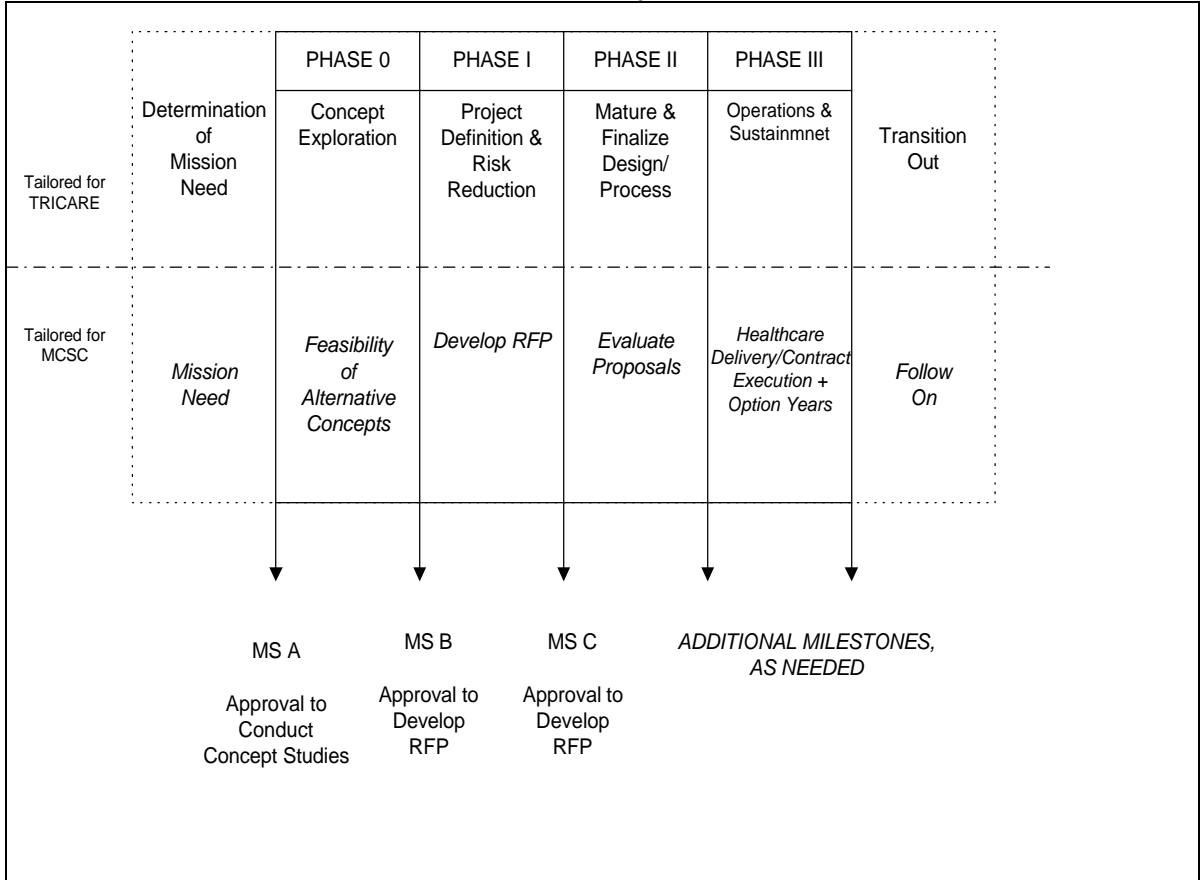 PHASE 0
PHASE I
PHASE II
PHASE III
Tailored for
TRICARE
Determination
of
Mission
Need
Concept
Exploration
Project
Definition &
Risk
Reduction
Mature &
Finalize
Design/
Process
Operations &
Sustainmnet
Transition
Out
Tailored for
MCSC
Mission
Need
Feasibility
of
Alternative
Concepts
Develop RFP
Evaluate
Proposals
Healthcare
Delivery/Contract
Execution +
Option Years
Follow
On
MS A
Approval to
Conduct
Concept Studies
MS B
Approval to
Develop
RFP
MS C
Approval to
Develop
RFP
ADDITIONAL MILESTONES,
AS NEEDED